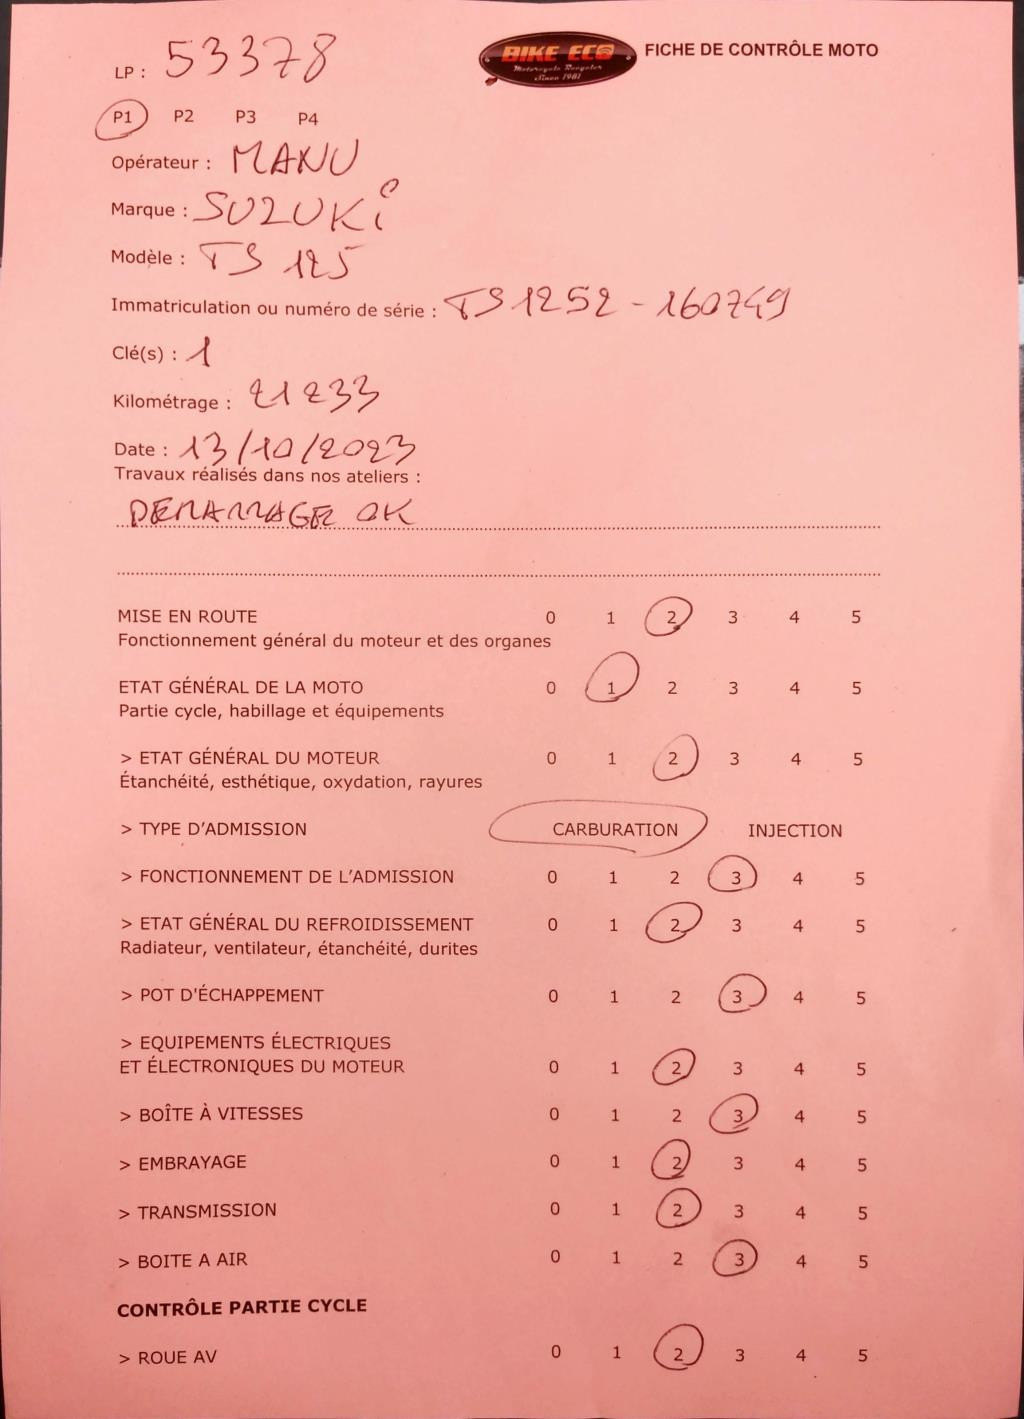 LP : 53378
BIKE ECO
Motorcycle Recycler
Since 1981
FICHE DE CONTRÔLE MOTO
P1 P2 P3 P4
Opérateur : MANU
Marque : SUZUKi
Modèle : TS 125
Immatriculation ou numéro de série : TS1252-160749
Clé(s) : 1
Kilométrage : 21233
Date : 13/10/2023
Travaux réalisés dans nos ateliers :
DEMARRAGE OK
MISE EN ROUTE 0 1 2 3 4 5
Fonctionnement général du moteur et des organes
ETAT GÉNÉRAL DE LA MOTO 0 1 2 3 4 5
Partie cycle, habillage et équipements
> ETAT GÉNÉRAL DU MOTEUR 0 1 2 3 4 5
Étanchéité, esthétique, oxydation, rayures
> TYPE D'ADMISSION CARBURATION INJECTION
> FONCTIONNEMENT DE L'ADMISSION 0 1 2 3 4 5
> ETAT GÉNÉRAL DU REFROIDISSEMENT 0 1 2 3 4 5
Radiateur, ventilateur, étanchéité, durites
> POT D'ÉCHAPPEMENT 0 1 2 3 4 5
> EQUIPEMENTS ÉLECTRIQUES
ET ÉLECTRONIQUES DU MOTEUR 0 1 2 3 4 5
> BOÎTE À VITESSES 0 1 2 3 4 5
> EMBRAYAGE 0 1 2 3 4 5
> TRANSMISSION 0 1 2 3 4 5
> BOITE A AIR 0 1 2 3 4 5
CONTRÔLE PARTIE CYCLE
> ROUE AV 0 1 2 3 4 5